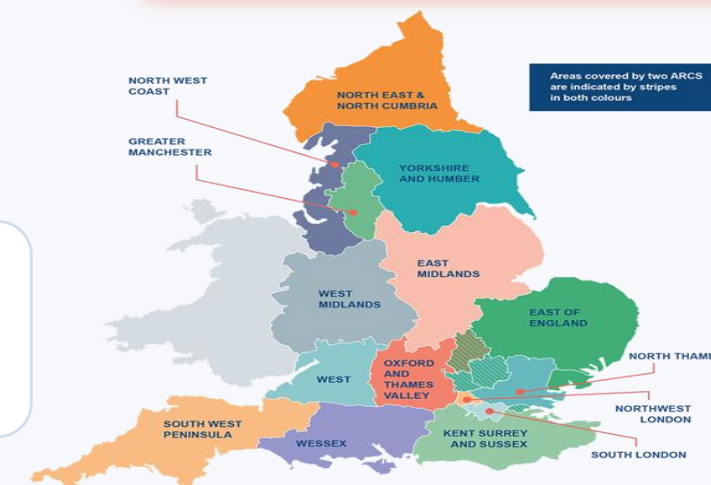 Areas covered by two ARCS
are indicated by stripes
in both colours
NORTH WEST
COAST
NORTH EAST &
NORTH CUMBRIA
GREATER
MANCHESTER
YORKSHIRE
AND HUMBER
EAST
MIDLANDS
WEST
MIDLANDS
EAST OF
ENGLAND
NORTH THAME
OXFORD
AND
THAMES
VALLEY
WEST
NORTHWEST
LONDON
SOUTH WEST
PENINSULA
WESSEX
KENT SURREY
AND SUSSEX
SOUTH LONDON